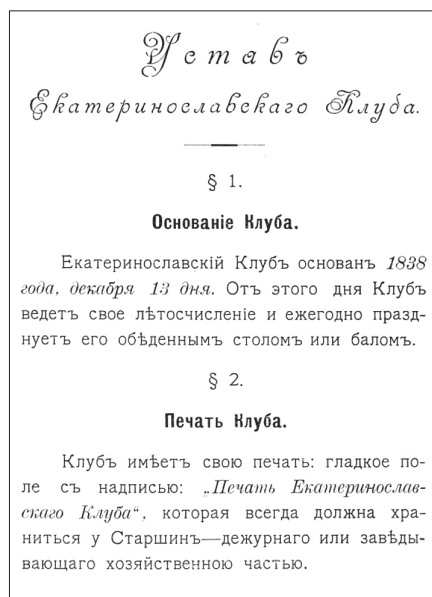 Уставъ
Екатеринославскаго Клуба.
§ 1.
Основаніе Клуба.
Екатеринославскій Клубъ основанъ 1838
года, декабря 13 дня. Отъ этого дня Клубъ
ведетъ свое лѣтосчисленіе и ежегодно празд-
нуетъ его обѣденнымъ столомъ или баломъ.
§ 2.
Печать Клуба.
Клубъ имѣетъ свою печать: гладкое по-
ле съ надписью: „Печать Екатеринослав-
скаго Клуба“, которая всегда должна хра-
ниться у Старшинъ—дежурнаго или завѣды-
вающаго хозяйственною частью.